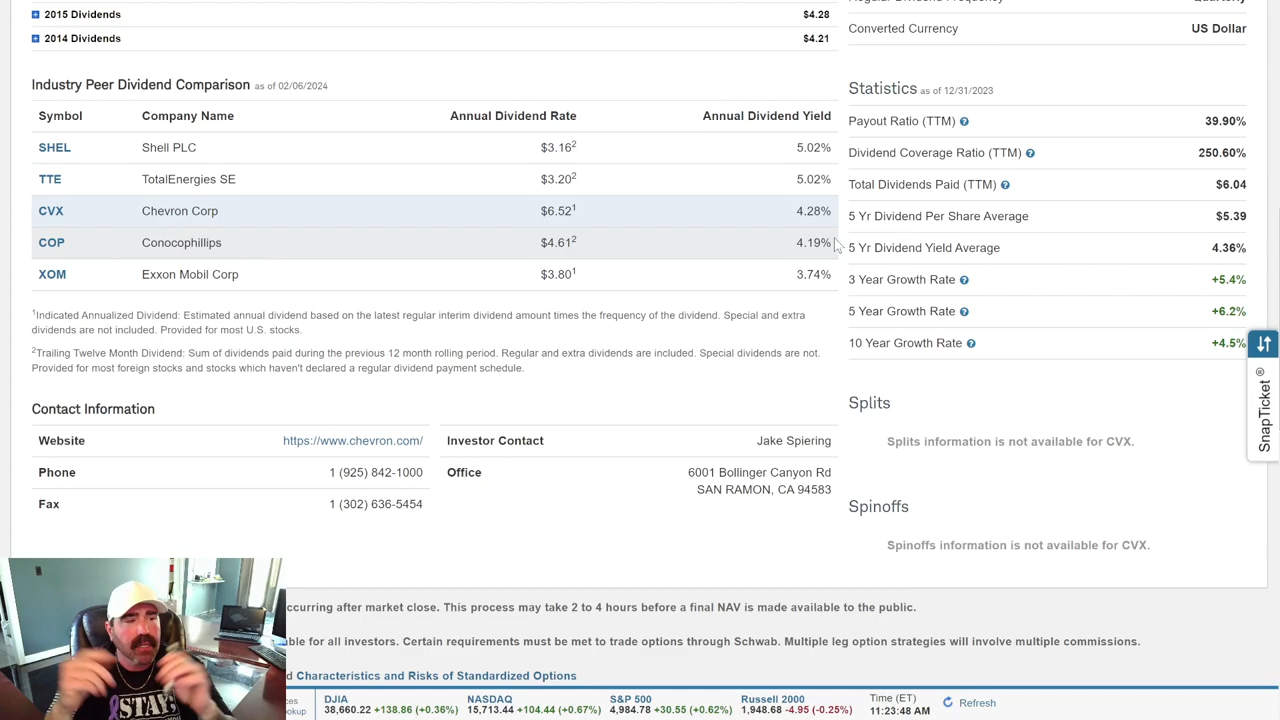 2015 Dividends $4.28
2014 Dividends $4.21
Converted Currency US Dollar
Industry Peer Dividend Comparison as of 02/06/2024
Symbol Company Name Annual Dividend Rate Annual Dividend Yield
SHEL Shell PLC $3.16² 5.02%
TTE TotalEnergies SE $3.20² 5.02%
CVX Chevron Corp $6.52¹ 4.28%
COP Conocophillips $4.61² 4.19%
XOM Exxon Mobil Corp $3.80¹ 3.74%
¹Indicated Annualized Dividend: Estimated annual dividend based on the latest regular interim dividend amount times the frequency of the dividend. Special and extra
dividends are not included. Provided for most U.S. stocks.
²Trailing Twelve Month Dividend: Sum of dividends paid during the previous 12 month rolling period. Regular and extra dividends are included. Special dividends are not.
Provided for most foreign stocks and stocks which haven't declared a regular dividend payment schedule.
Contact Information
Website https://www.chevron.com/
Phone 1 (925) 842-1000
Fax 1 (302) 636-5454
Investor Contact Jake Spiering
Office 6001 Bollinger Canyon Rd
SAN RAMON, CA 94583
Statistics as of 12/31/2023
Payout Ratio (TTM) 39.90%
Dividend Coverage Ratio (TTM) 250.60%
Total Dividends Paid (TTM) $6.04
5 Yr Dividend Per Share Average $5.39
5 Yr Dividend Yield Average 4.36%
3 Year Growth Rate +5.4%
5 Year Growth Rate +6.2%
10 Year Growth Rate +4.5%
Splits
Splits information is not available for CVX.
Spinoffs
Spinoffs information is not available for CVX.
SnapTicket ®
ccurring after market close. This process may take 2 to 4 hours before a final NAV is made available to the public.
ble for all investors. Certain requirements must be met to trade options through Schwab. Multiple leg option strategies will involve multiple commissions.
d Characteristics and Risks of Standardized Options
DJIA NASDAQ S&P 500 Russell 2000 Time (ET)
38,660.22 +138.86 (+0.36%) 15,713.44 +104.44 (+0.67%) 4,984.78 +30.55 (+0.62%) 1,948.68 -4.95 (-0.25%) 11:23:48 AM
Refresh
STAY